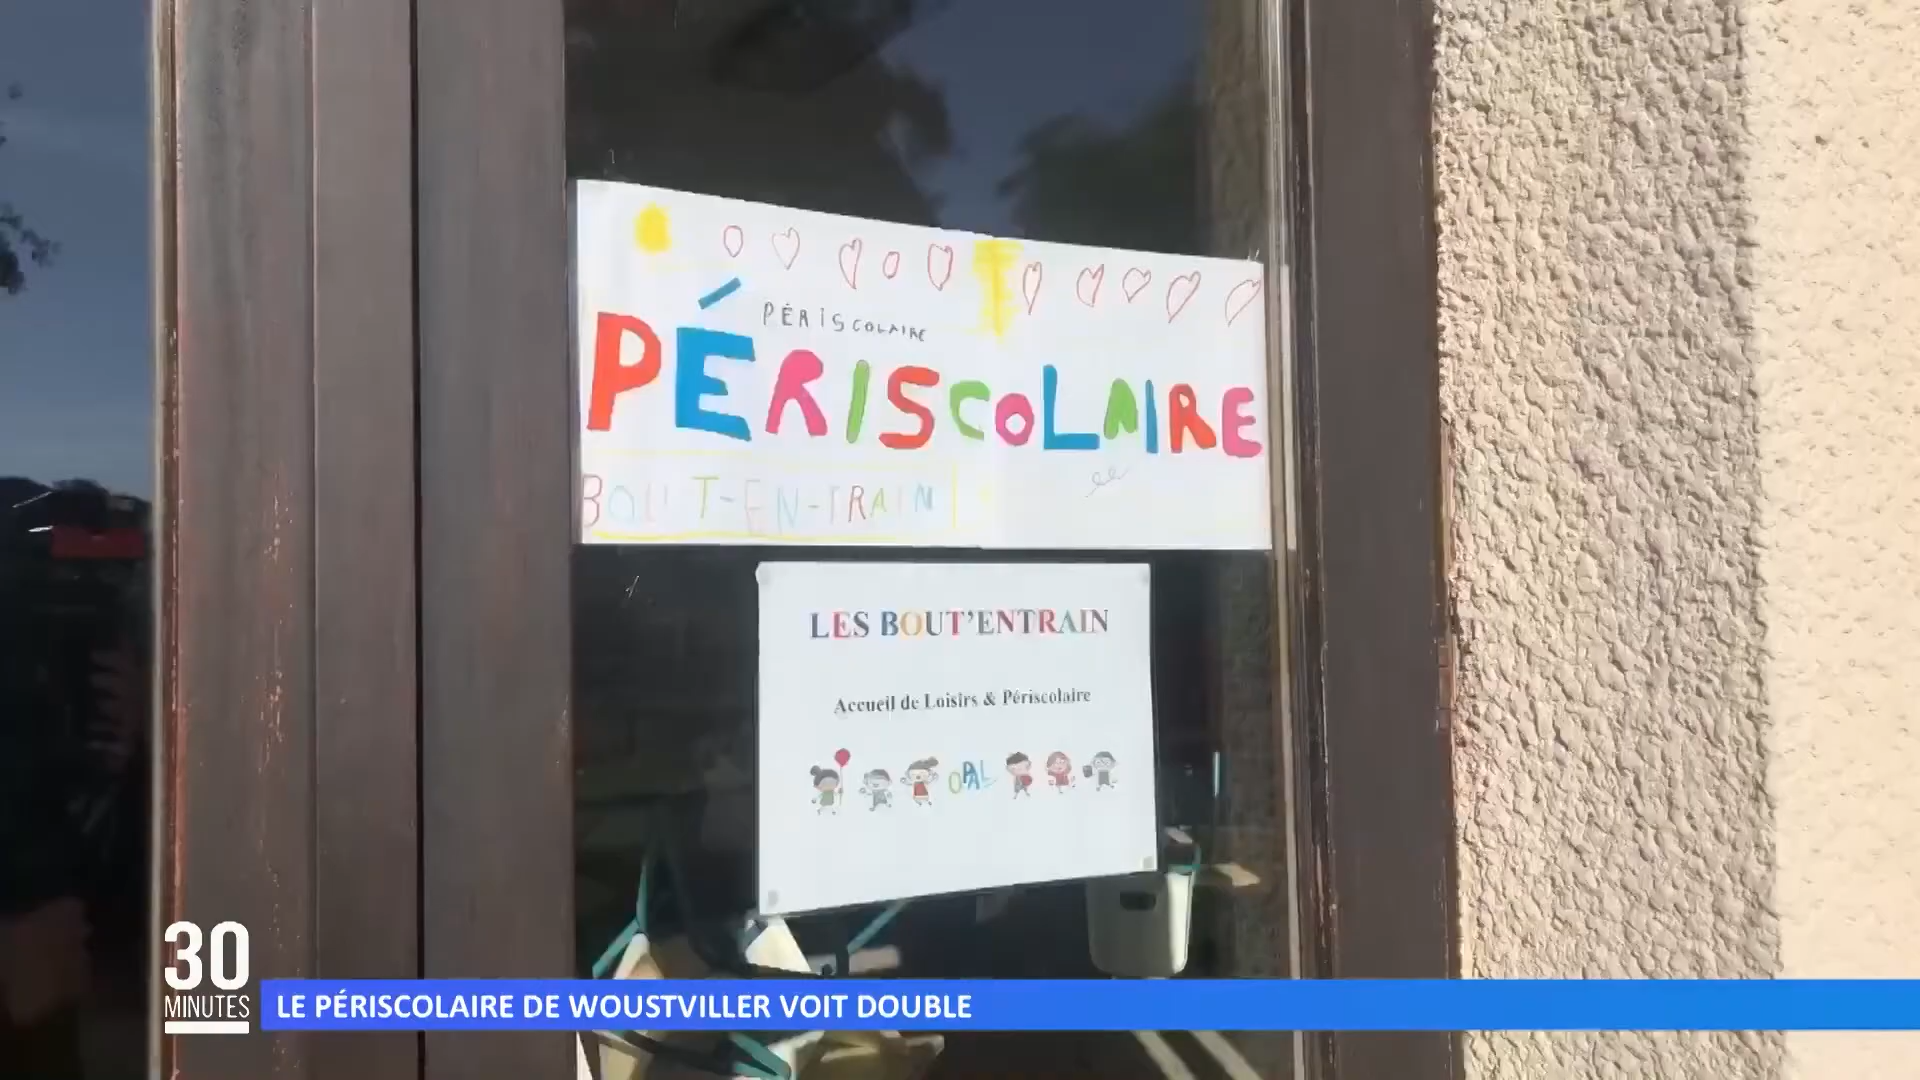 PÉRISCOLAIRE
PÉRISCOLAIRE
BOUT-EN-TRAIN
LES BOUT'ENTRAIN
Accueil de Loisirs & Périscolaire
OPAL
30
MINUTES
LE PÉRISCOLAIRE DE WOUSTVILLER VOIT DOUBLE